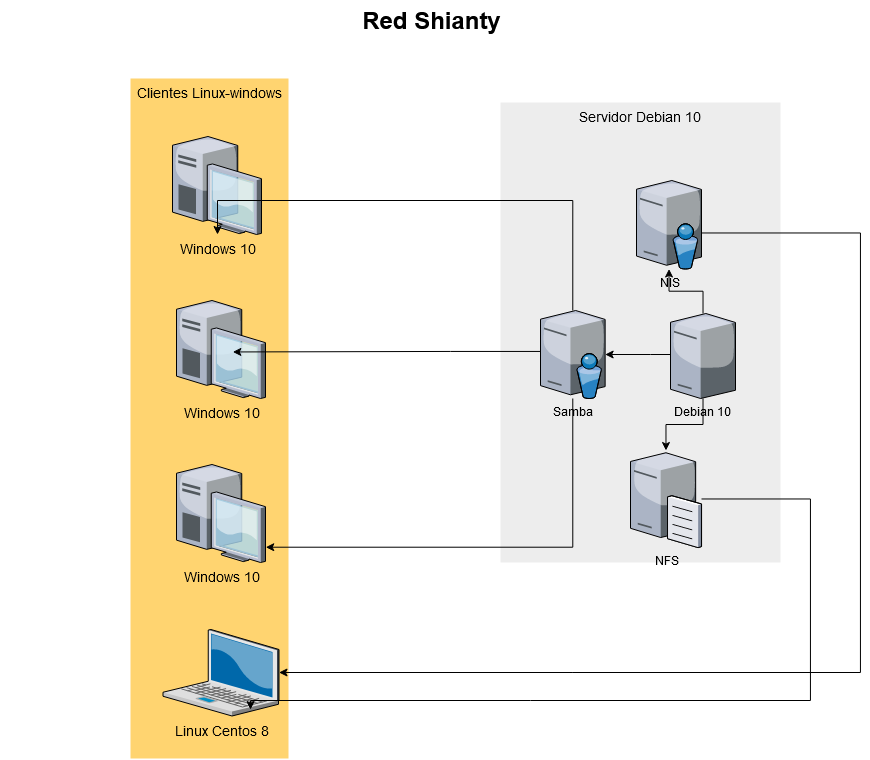 Red Shianty
Clientes Linux-windows
Servidor Debian 10
Windows 10
NIS
Windows 10
Samba
Debian 10
NFS
Windows 10
Linux Centos 8